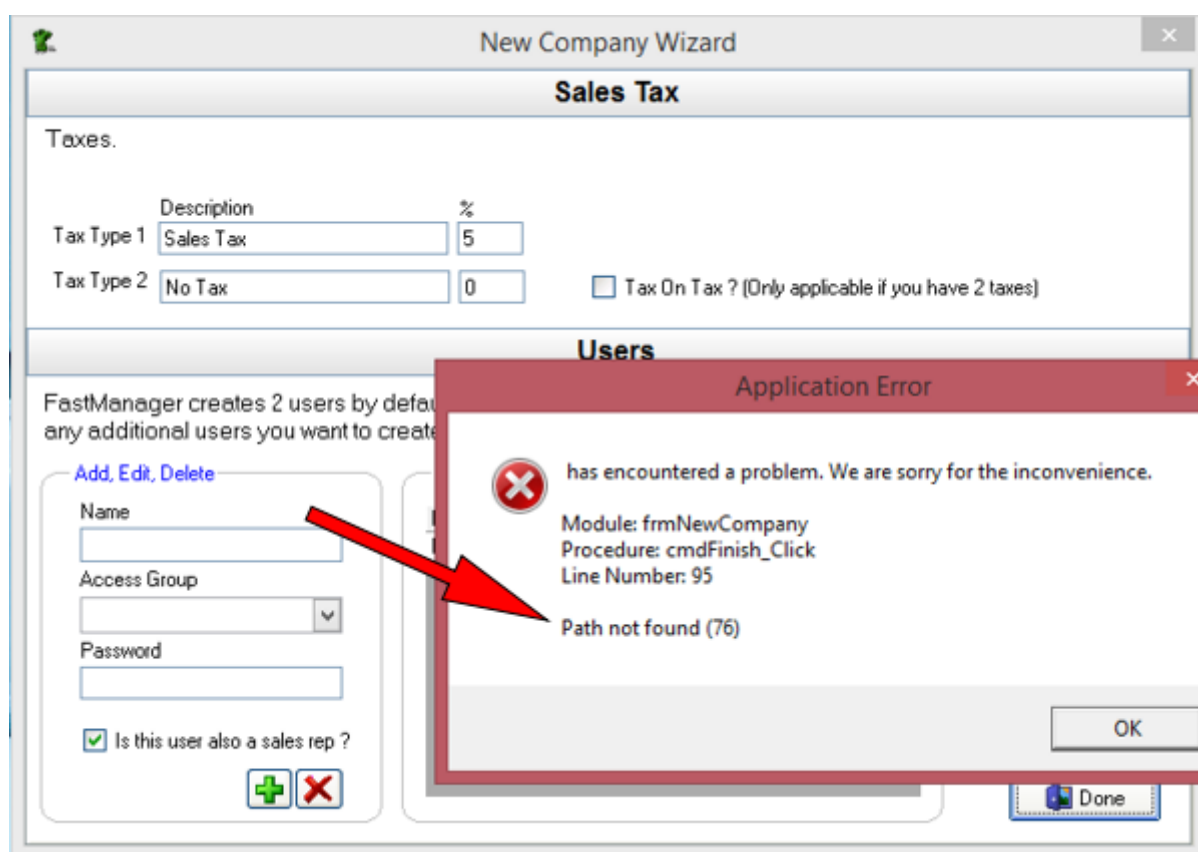 New Company Wizard
Sales Tax
Taxes.
Description %
Tax Type 1 Sales Tax 5
Tax Type 2 No Tax 0 Tax On Tax ? (Only applicable if you have 2 taxes)
Users
FastManager creates 2 users by
any additional users you want to
Add, Edit, Delete
Name
Access Group
Password
Is this user also a sales rep ?
Application Error
has encountered a problem. We are sorry for the inconvenience.
Module: frmNewCompany
Procedure: cmdFinish_Click
Line Number: 95
Path not found (76)
OK
Done